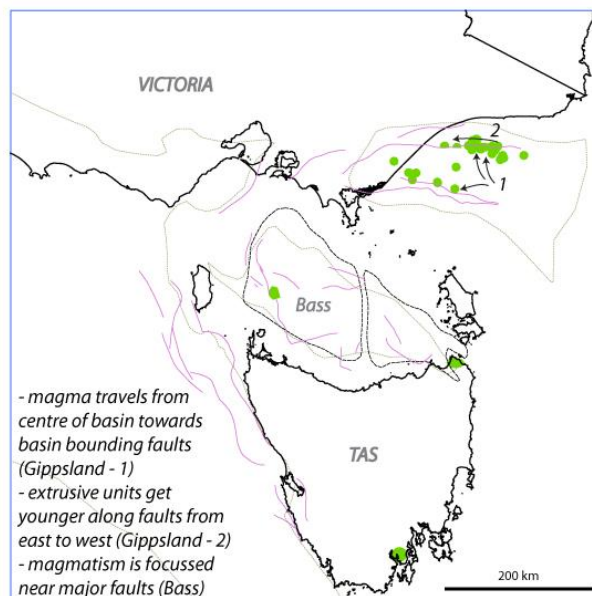 VICTORIA
2
1
Bass
TAS
- magma travels from
centre of basin towards
basin bounding faults
(Gippsland - 1)
- extrusive units get
younger along faults from
east to west (Gippsland - 2)
- magmatism is focussed
near major faults (Bass)
200 km